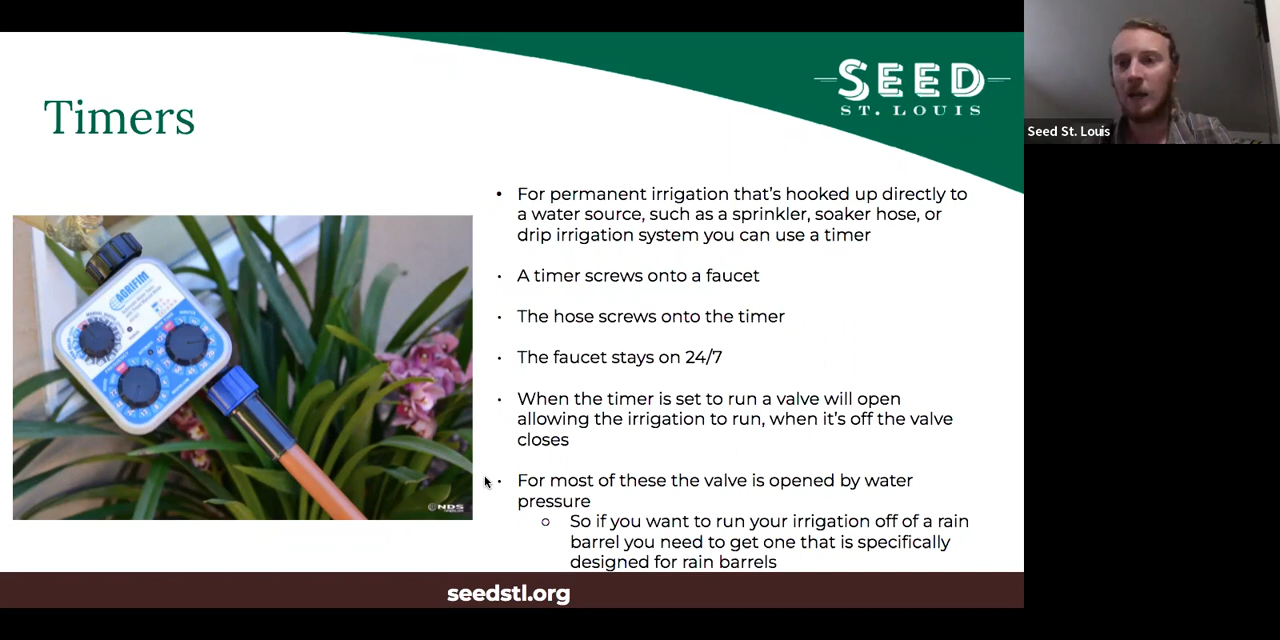 SEED
ST. LOUIS
Seed St. Louis
Timers
• For permanent irrigation that's hooked up directly to
a water source, such as a sprinkler, soaker hose, or
drip irrigation system you can use a timer
• A timer screws onto a faucet
• The hose screws onto the timer
• The faucet stays on 24/7
• When the timer is set to run a valve will open
allowing the irrigation to run, when it's off the valve
closes
• For most of these the valve is opened by water
pressure
○ So if you want to run your irrigation off of a rain
barrel you need to get one that is specifically
designed for rain barrels
AGRIFIM
NDS
seedstl.org